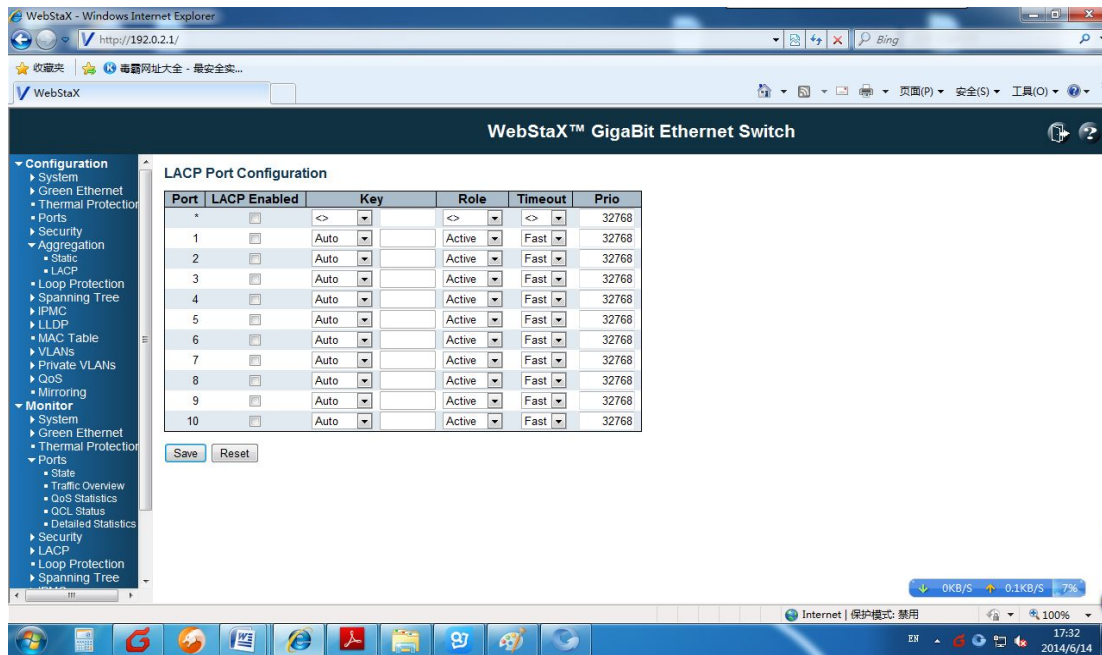 WebStaX - Windows Internet Explorer
http://192.0.2.1/
Bing
收藏夹 毒霸网址大全 - 最安全实...
WebStaX
页面(P) 安全(S) 工具(O)
WebStaX™ GigaBit Ethernet Switch
Configuration
System
Green Ethernet
Thermal Protection
Ports
Security
Aggregation
Static
LACP
Loop Protection
Spanning Tree
IPMC
LLDP
MAC Table
VLANs
Private VLANs
QoS
Mirroring
Monitor
System
Green Ethernet
Thermal Protection
Ports
State
Traffic Overview
QoS Statistics
QCL Status
Detailed Statistics
Security
LACP
Loop Protection
Spanning Tree
LACP Port Configuration
Port LACP Enabled Key Role Timeout Prio
* <> <> <> 32768
1 Auto Active Fast 32768
2 Auto Active Fast 32768
3 Auto Active Fast 32768
4 Auto Active Fast 32768
5 Auto Active Fast 32768
6 Auto Active Fast 32768
7 Auto Active Fast 32768
8 Auto Active Fast 32768
9 Auto Active Fast 32768
10 Auto Active Fast 32768
Save Reset
0KB/S 0.1KB/S 7%
Internet | 保护模式: 禁用 100%
EN 17:32
2014/6/14